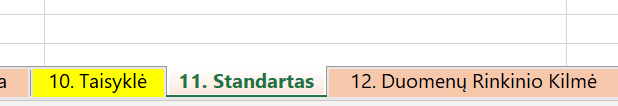 a 10. Taisyklė 11. Standartas 12. Duomenų Rinkinio Kilmė